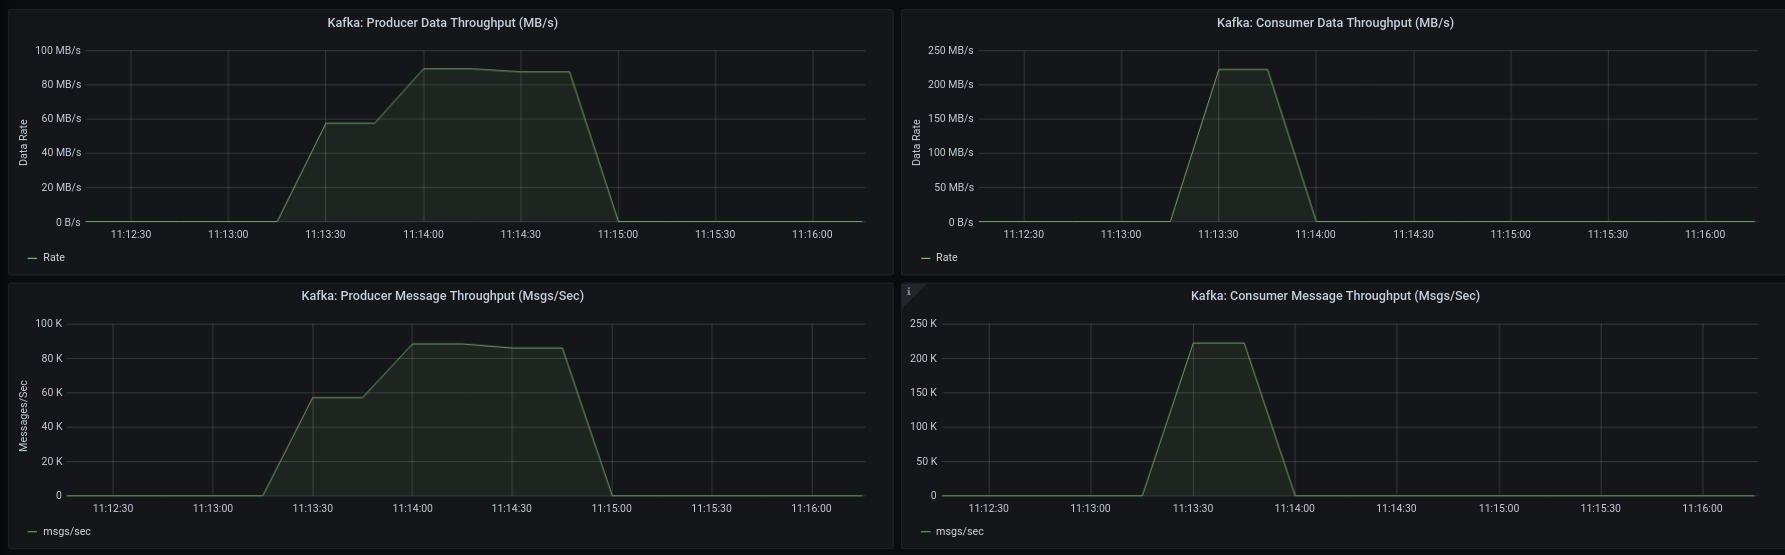 Kafka: Producer Data Throughput (MB/s)
100 MB/s
80 MB/s
60 MB/s
40 MB/s
20 MB/s
0 B/s
Data Rate
11:12:30 11:13:00 11:13:30 11:14:00 11:14:30 11:15:00 11:15:30 11:16:00
Rate
Kafka: Consumer Data Throughput (MB/s)
250 MB/s
200 MB/s
150 MB/s
100 MB/s
50 MB/s
0 B/s
Data Rate
11:12:30 11:13:00 11:13:30 11:14:00 11:14:30 11:15:00 11:15:30 11:16:00
Rate
Kafka: Producer Message Throughput (Msgs/Sec)
100 K
80 K
60 K
40 K
20 K
0
Messages/Sec
11:12:30 11:13:00 11:13:30 11:14:00 11:14:30 11:15:00 11:15:30 11:16:00
msgs/sec
i
Kafka: Consumer Message Throughput (Msgs/Sec)
250 K
200 K
150 K
100 K
50 K
0
11:12:30 11:13:00 11:13:30 11:14:00 11:14:30 11:15:00 11:15:30 11:16:00
msgs/sec